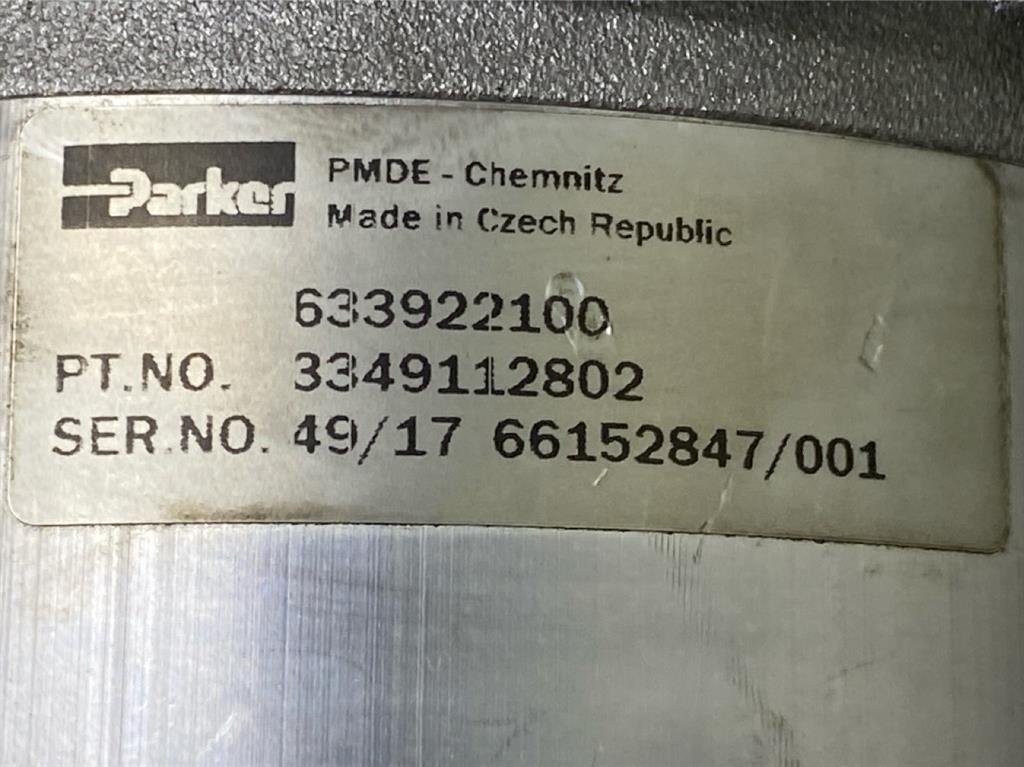 Parker
PMDE - Chemnitz
Made in Czech Republic
633922100
PT.NO. 3349112802
SER.NO. 49/17 66152847/001